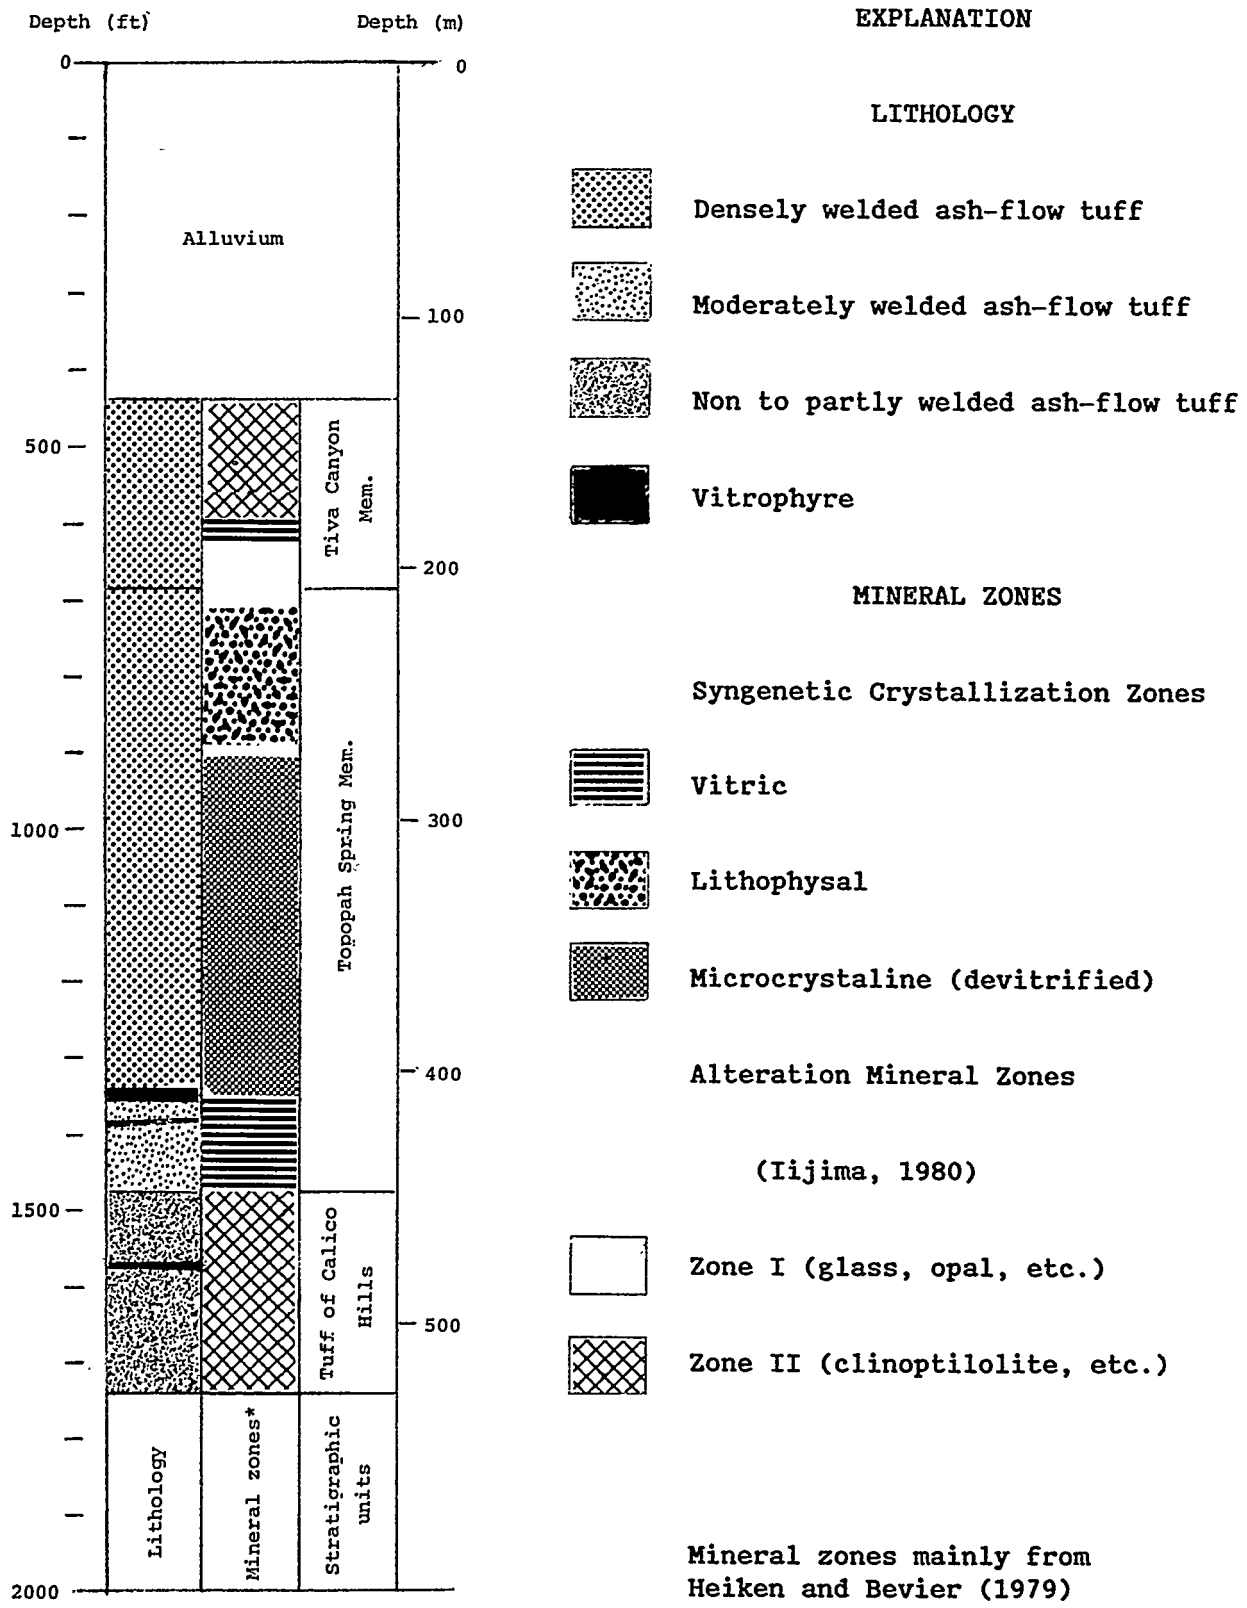 Depth (ft)
Depth (m)
0
0
Alluvium
100
500
Tiva Canyon
Mem.
200
Topopah Spring Mem.
300
1000
400
1500
Tuff of Calico
Hills
500
Lithology
Mineral zones*
Stratigraphic
units
2000
EXPLANATION
LITHOLOGY
Densely welded ash-flow tuff
Moderately welded ash-flow tuff
Non to partly welded ash-flow tuff
Vitrophyre
MINERAL ZONES
Syngenetic Crystallization Zones
Vitric
Lithophysal
Microcrystaline (devitrified)
Alteration Mineral Zones
(Iijima, 1980)
Zone I (glass, opal, etc.)
Zone II (clinoptilolite, etc.)
Mineral zones mainly from
Heiken and Bevier (1979)